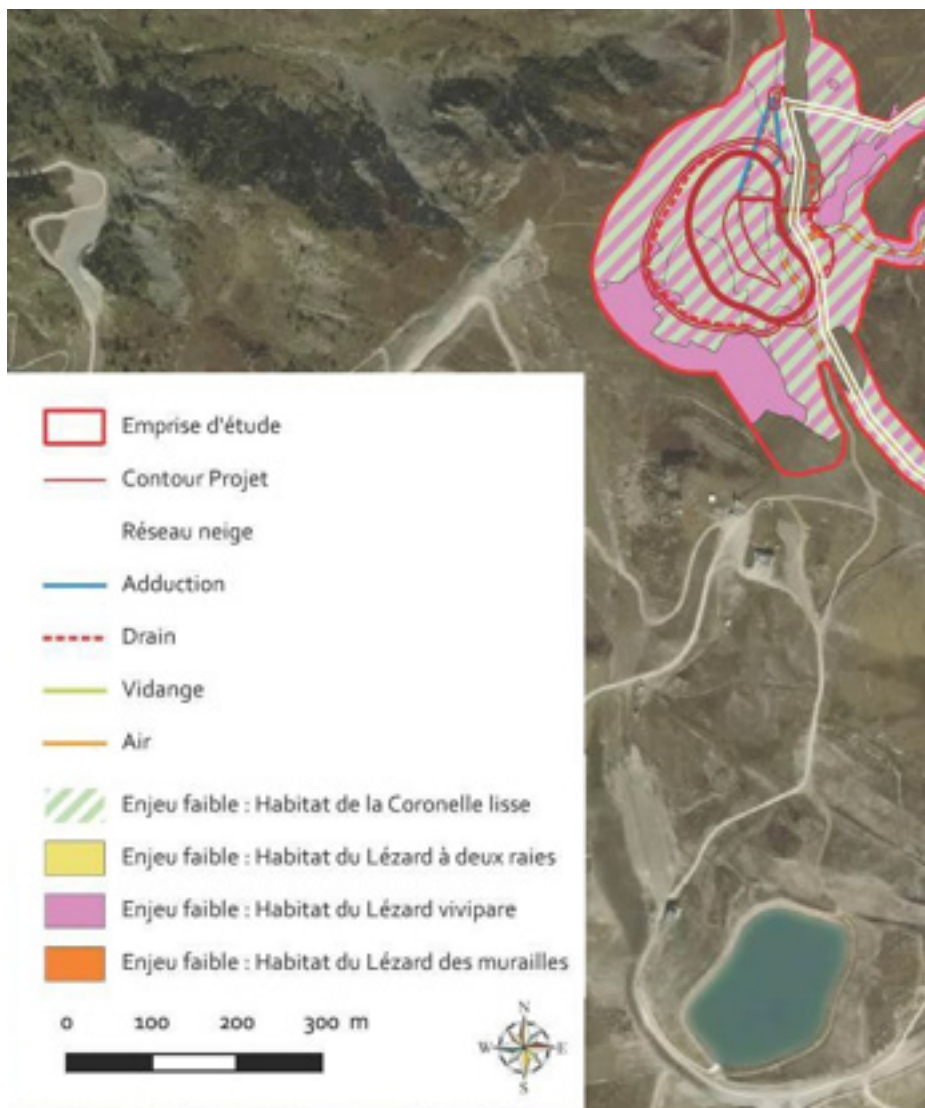 Emprise d'étude
Contour Projet
Réseau neige
Adduction
Drain
Vidange
Air
Enjeu faible : Habitat de la Coronelle lisse
Enjeu faible : Habitat du Lézard à deux raies
Enjeu faible : Habitat du Lézard vivipare
Enjeu faible : Habitat du Lézard des murailles
0 100 200 300 m
N
W E
S